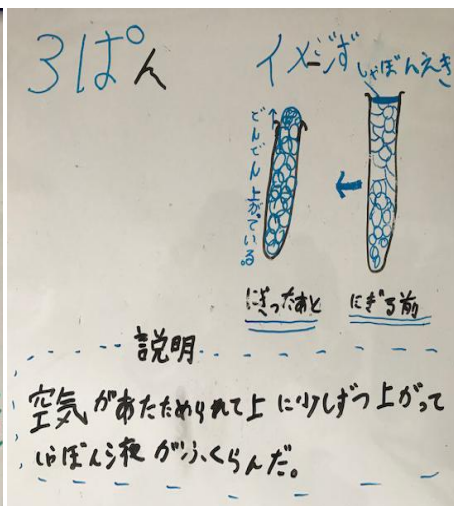 3ぱん
イメージず
しゃぼんえき
どんどん上がっている。
にぎったあと
にぎる前
説明
空気があたためられて上に少しずつ上がって
しゃぼん液がふくらんだ。